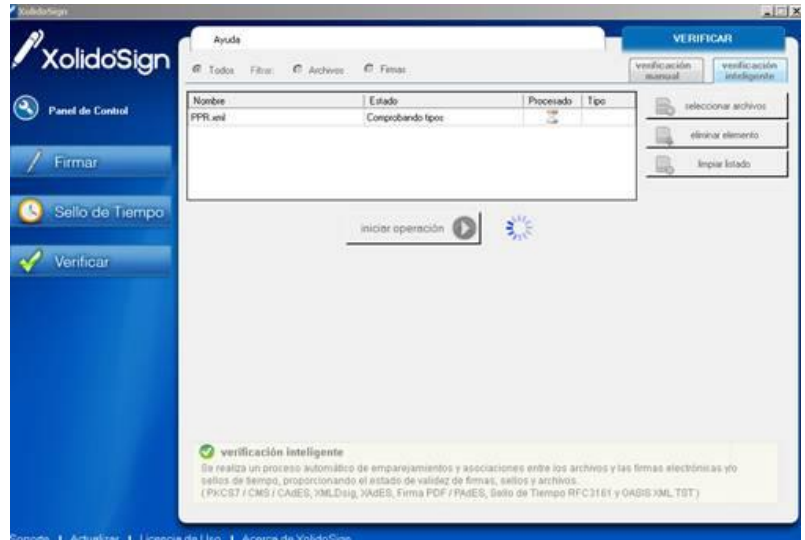 XolidoSign
XolidoSign
Panel de Control
Firmar
Sello de Tiempo
Verificar
Ayuda
VERIFICAR
Todos Filtrar: Archivos Firmas
verificación manual
verificación inteligente
Nombre Estado Procesado Tipo
PPR.xml Comprobando tipos
seleccionar archivos
eliminar elemento
limpiar listado
iniciar operación
verificación inteligente
Se realiza un proceso automático de emparejamientos y asociaciones entre los archivos y las firmas electrónicas y/o
sellos de tiempo, proporcionando el estado de validez de firmas, sellos y archivos.
(PKCS7 / CMS / CAdES, XMLDsig, XAdES, Firma PDF / PAdES, Sello de Tiempo RFC3161 y OASIS XML TST)
Soporte | Actualizar | Licencia de Uso | Acerca de XolidoSign